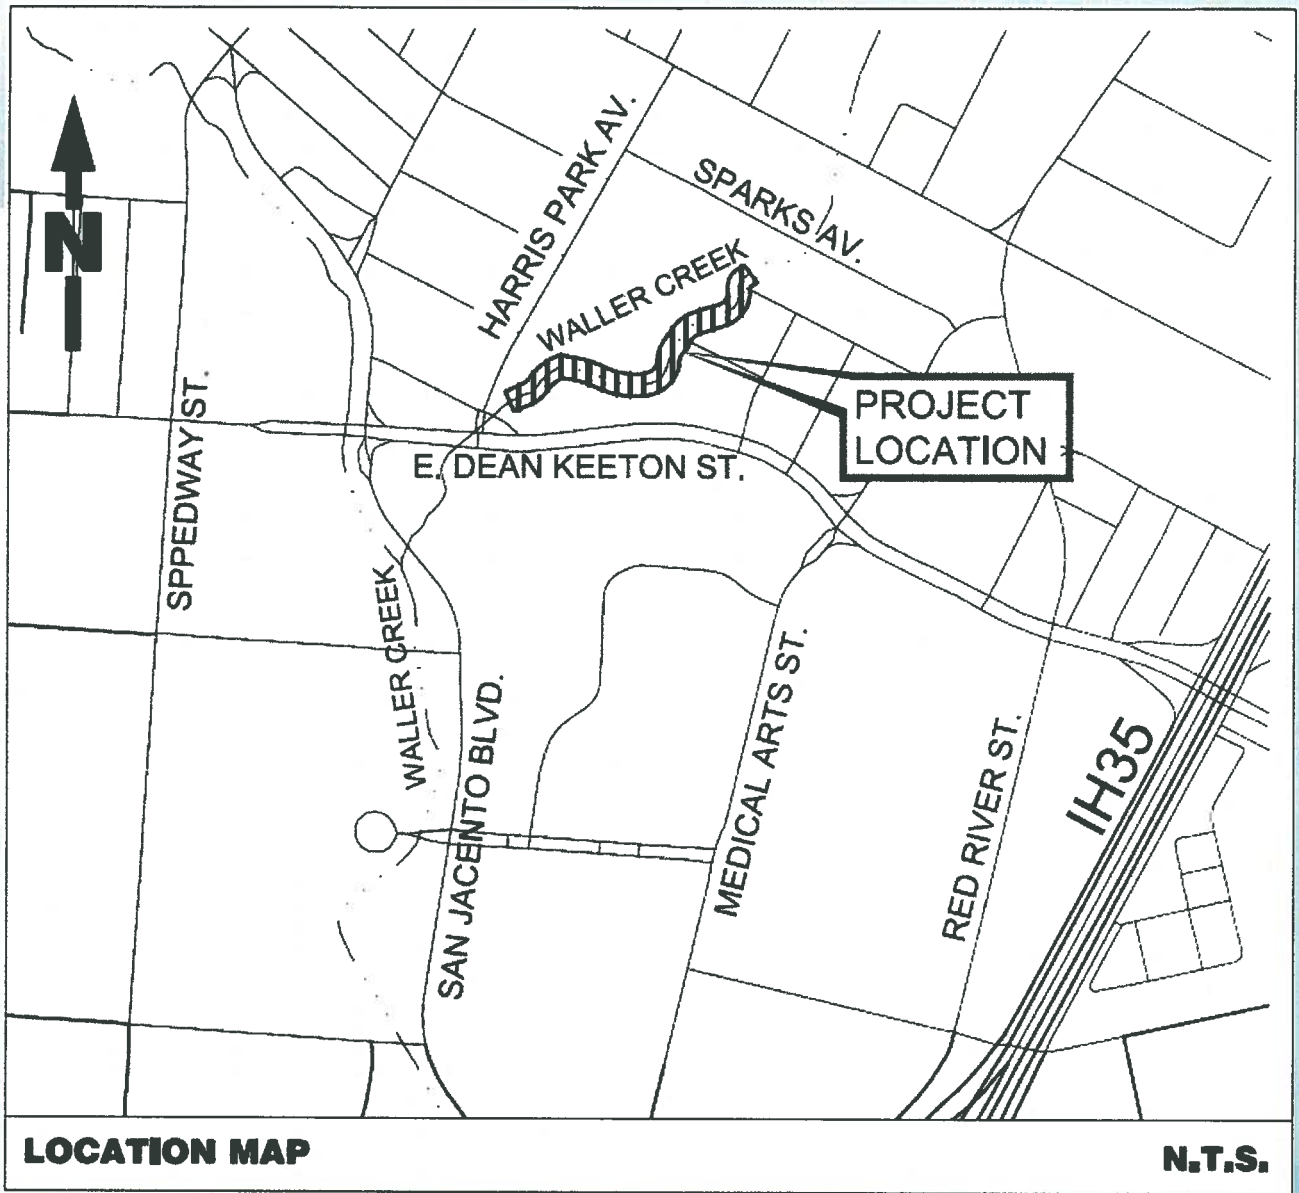 HARRIS PARK AV.
SPARKS AV.
N
WALLER CREEK
PROJECT
LOCATION
SPPEDWAY ST.
E. DEAN KEETON ST.
WALLER CREEK
SAN JACENTO BLVD.
MEDICAL ARTS ST.
RED RIVER ST.
IH35
LOCATION MAP
N.T.S.